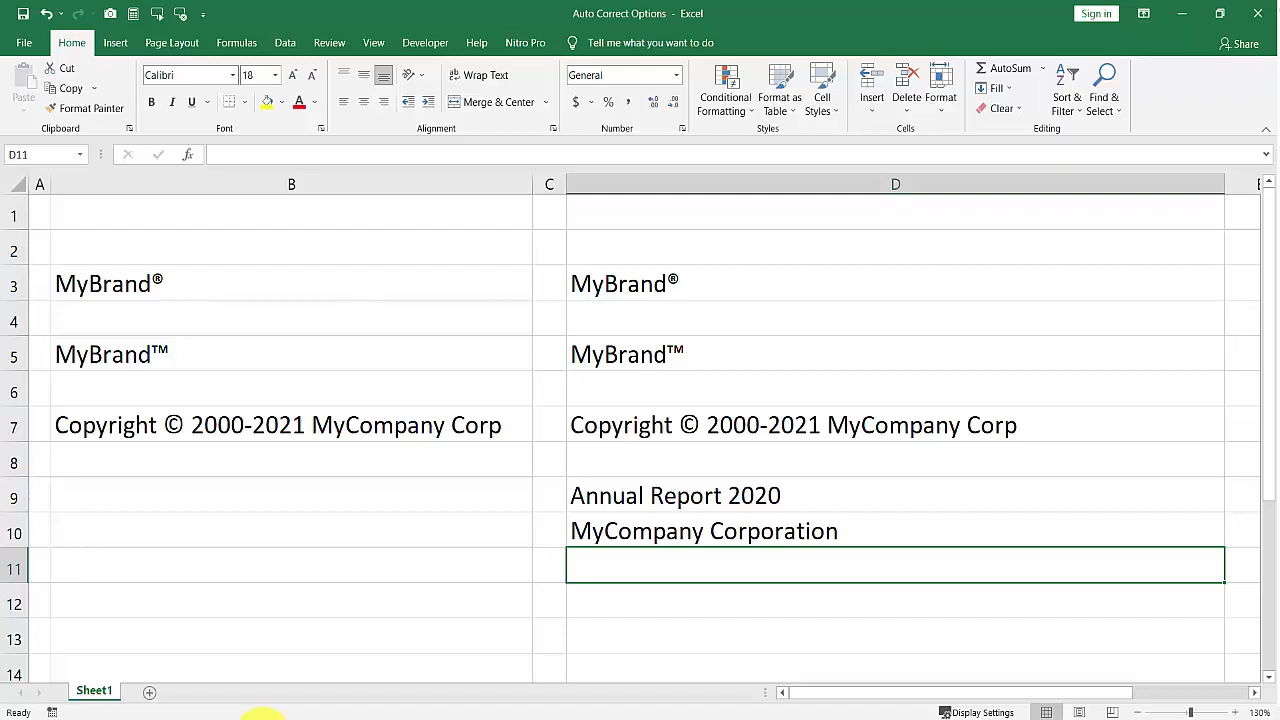 Auto Correct Options - Excel
Sign in
File Home Insert Page Layout Formulas Data Review View Developer Help Nitro Pro Tell me what you want to do Share
Paste
Cut
Copy
Format Painter
Clipboard
Calibri 18
B I U
Font
Wrap Text
Merge & Center
Alignment
General
$ % ,
Number
Conditional Formatting
Format as Table
Cell Styles
Styles
Insert
Delete
Format
Cells
AutoSum
Fill
Clear
Sort & Filter
Find & Select
Editing
D11 fx
A B C D
1
2
3 MyBrand® MyBrand®
4
5 MyBrand™ MyBrand™
6
7 Copyright © 2000-2021 MyCompany Corp Copyright © 2000-2021 MyCompany Corp
8
9 Annual Report 2020
10 MyCompany Corporation
11
12
13
14
Sheet1
Ready Display Settings 130%